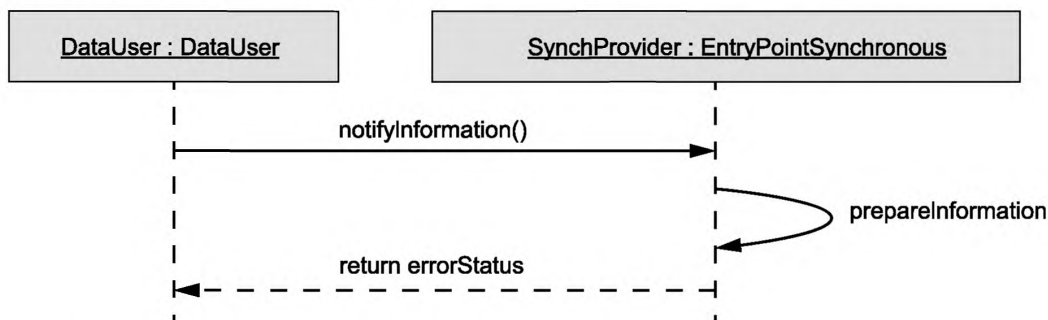 DataUser : DataUser
SynchProvider : EntryPointSynchronous
notifyInformation()
prepareInformation
return errorStatus